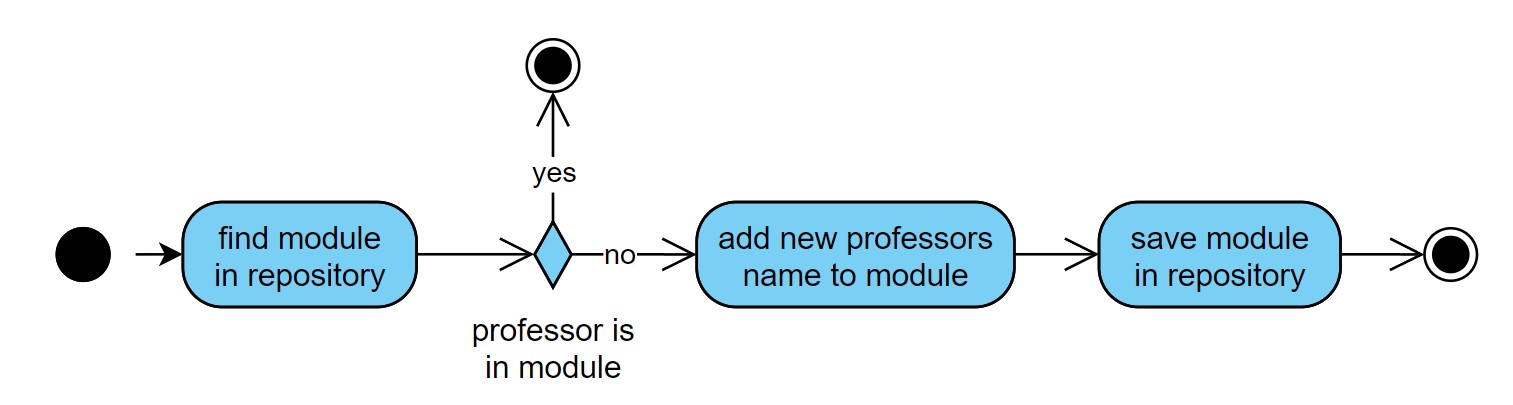 yes
find module
in repository
no
add new professors
name to module
save module
in repository
professor is
in module